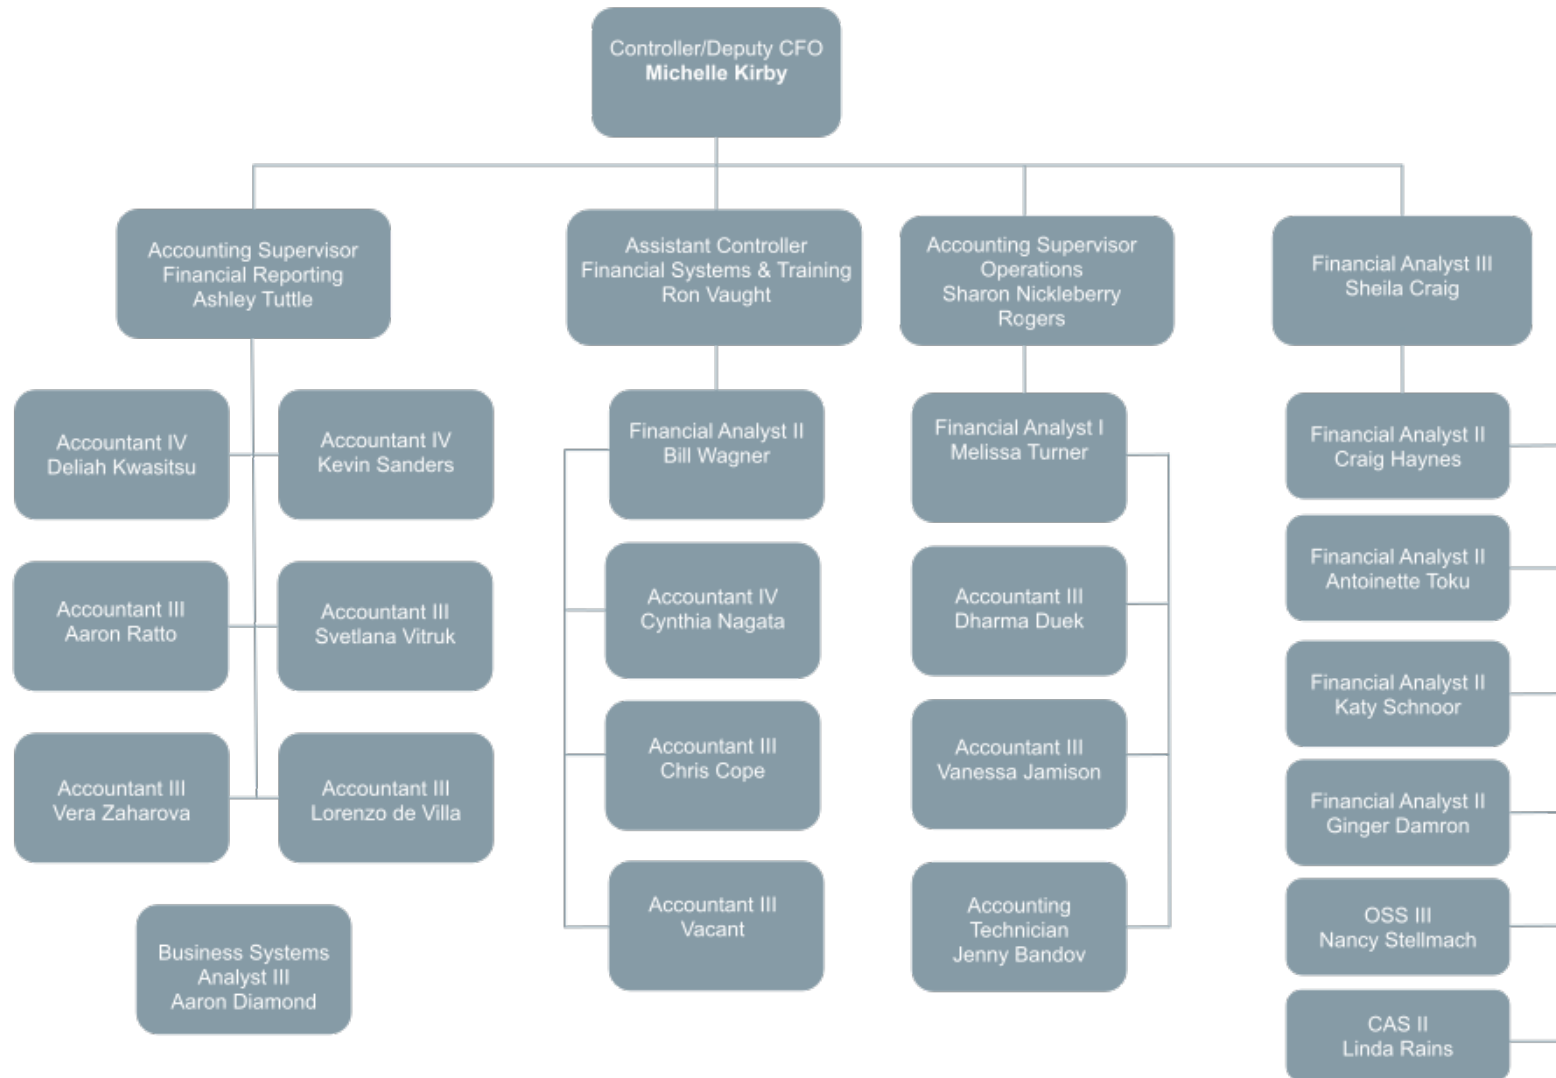 Controller/Deputy CFO
Michelle Kirby
Accounting Supervisor
Financial Reporting
Ashley Tuttle
Assistant Controller
Financial Systems & Training
Ron Vaught
Accounting Supervisor
Operations
Sharon Nickleberry
Rogers
Financial Analyst III
Sheila Craig
Accountant IV
Deliah Kwasitsu
Accountant IV
Kevin Sanders
Accountant III
Aaron Ratto
Accountant III
Svetlana Vitruk
Accountant III
Vera Zaharova
Accountant III
Lorenzo de Villa
Business Systems
Analyst III
Aaron Diamond
Financial Analyst II
Bill Wagner
Accountant IV
Cynthia Nagata
Accountant III
Chris Cope
Accountant III
Vacant
Financial Analyst I
Melissa Turner
Accountant III
Dharma Duek
Accountant III
Vanessa Jamison
Accounting
Technician
Jenny Bandov
Financial Analyst II
Craig Haynes
Financial Analyst II
Antoinette Toku
Financial Analyst II
Katy Schnoor
Financial Analyst II
Ginger Damron
OSS III
Nancy Stellmach
CAS II
Linda Rains